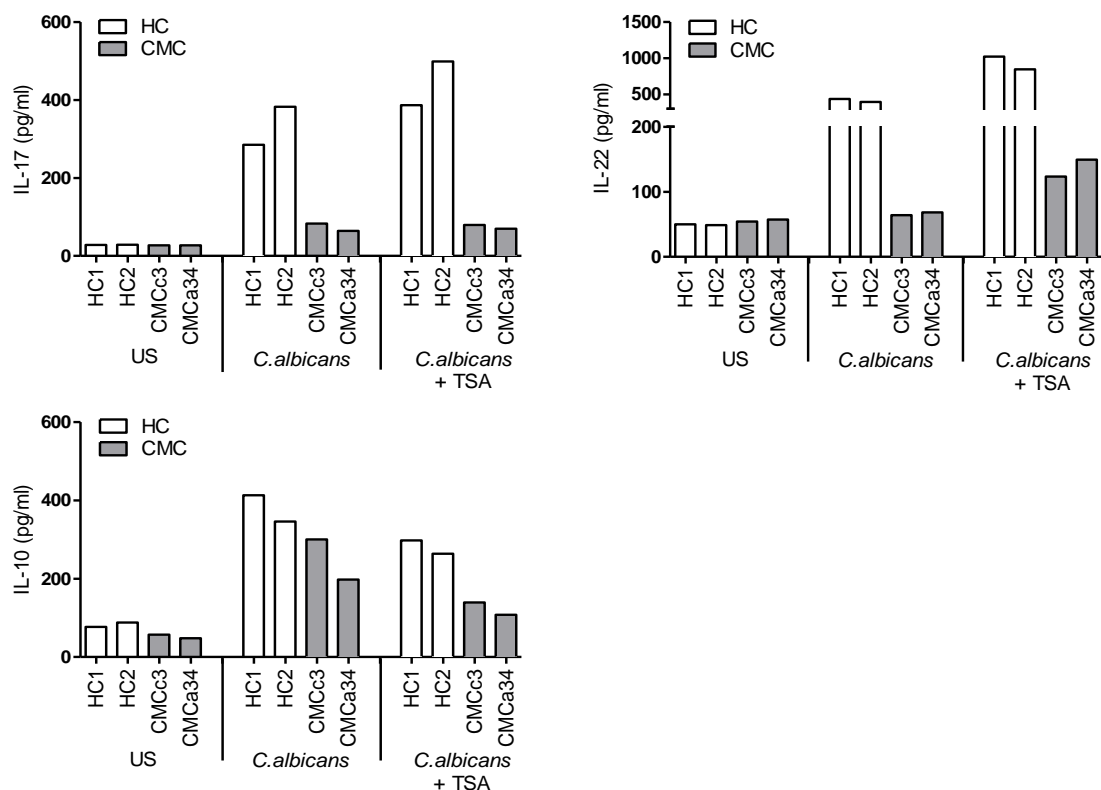 HC
CMC
IL-17 (pg/ml)
600
400
200
0
HC1
HC2
CMCc3
CMCa34
HC1
HC2
CMCc3
CMCa34
HC1
HC2
CMCc3
CMCa34
US
C.albicans
C.albicans
+ TSA
HC
CMC
IL-22 (pg/ml)
1500
1000
500
200
100
0
HC1
HC2
CMCc3
CMCa34
HC1
HC2
CMCc3
CMCa34
HC1
HC2
CMCc3
CMCa34
US
C.albicans
C.albicans
+ TSA
HC
CMC
IL-10 (pg/ml)
600
400
200
0
HC1
HC2
CMCc3
CMCa34
HC1
HC2
CMCc3
CMCa34
HC1
HC2
CMCc3
CMCa34
US
C.albicans
C.albicans
+ TSA